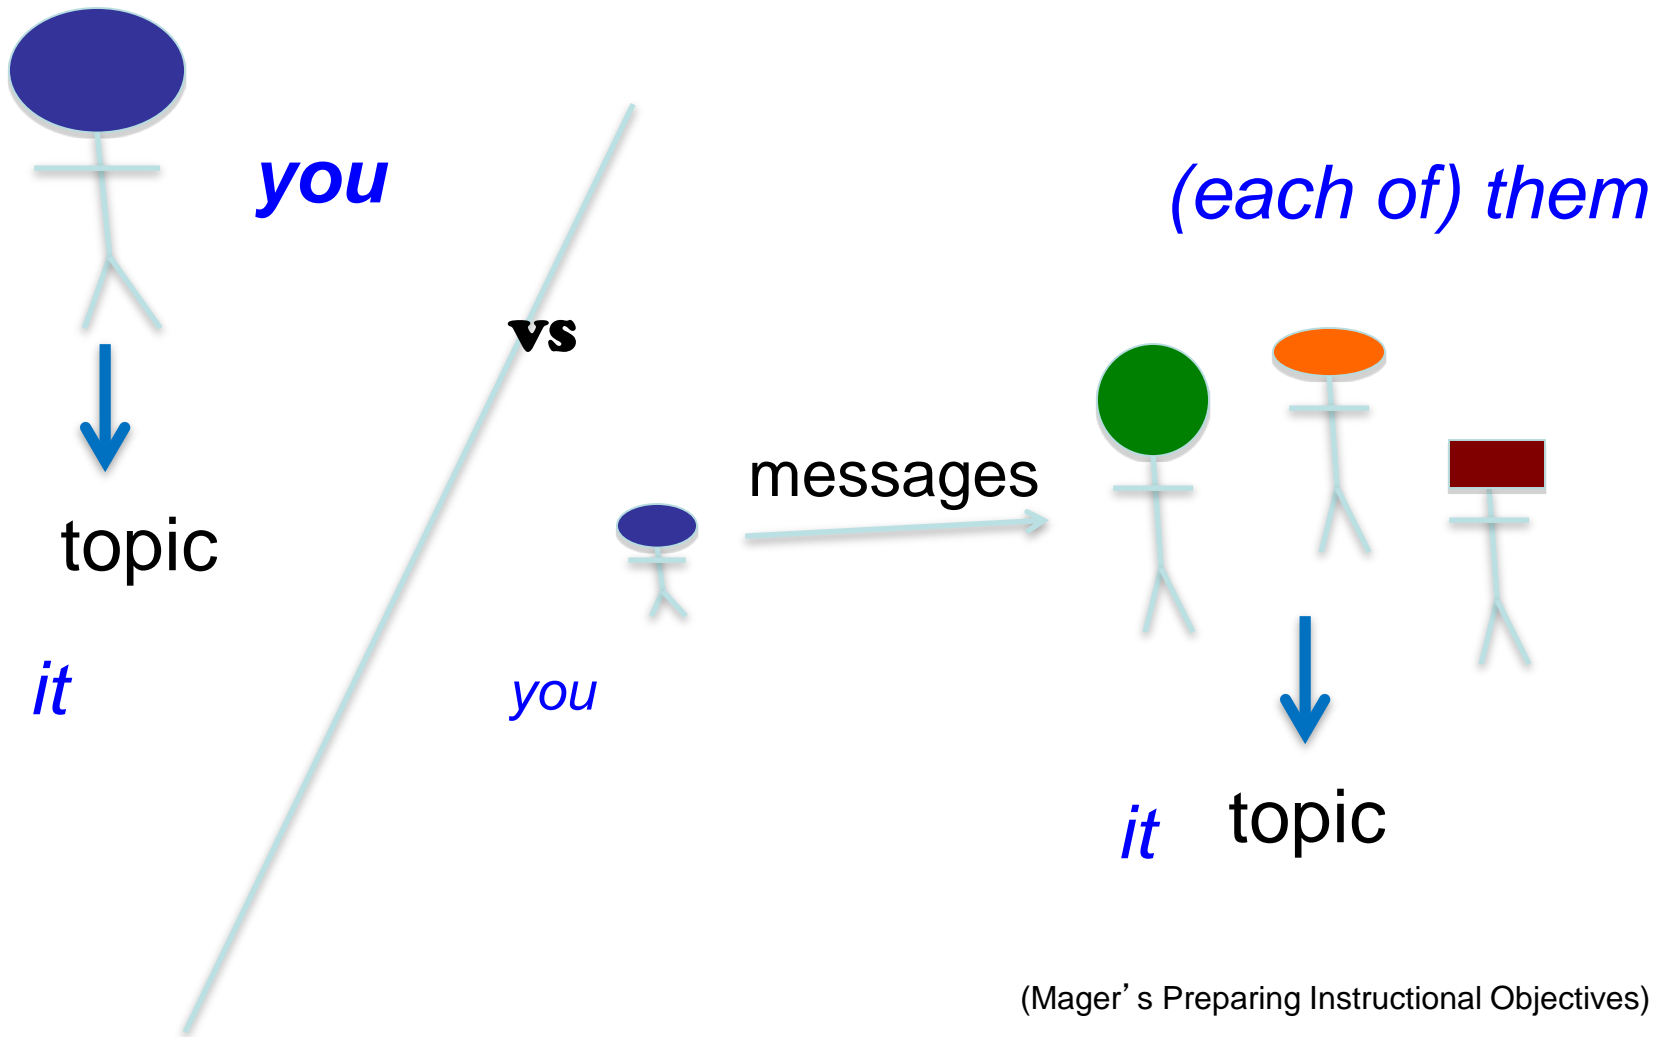 you
topic
it
vs
(each of) them
messages
you
it
topic
(Mager’s Preparing Instructional Objectives)